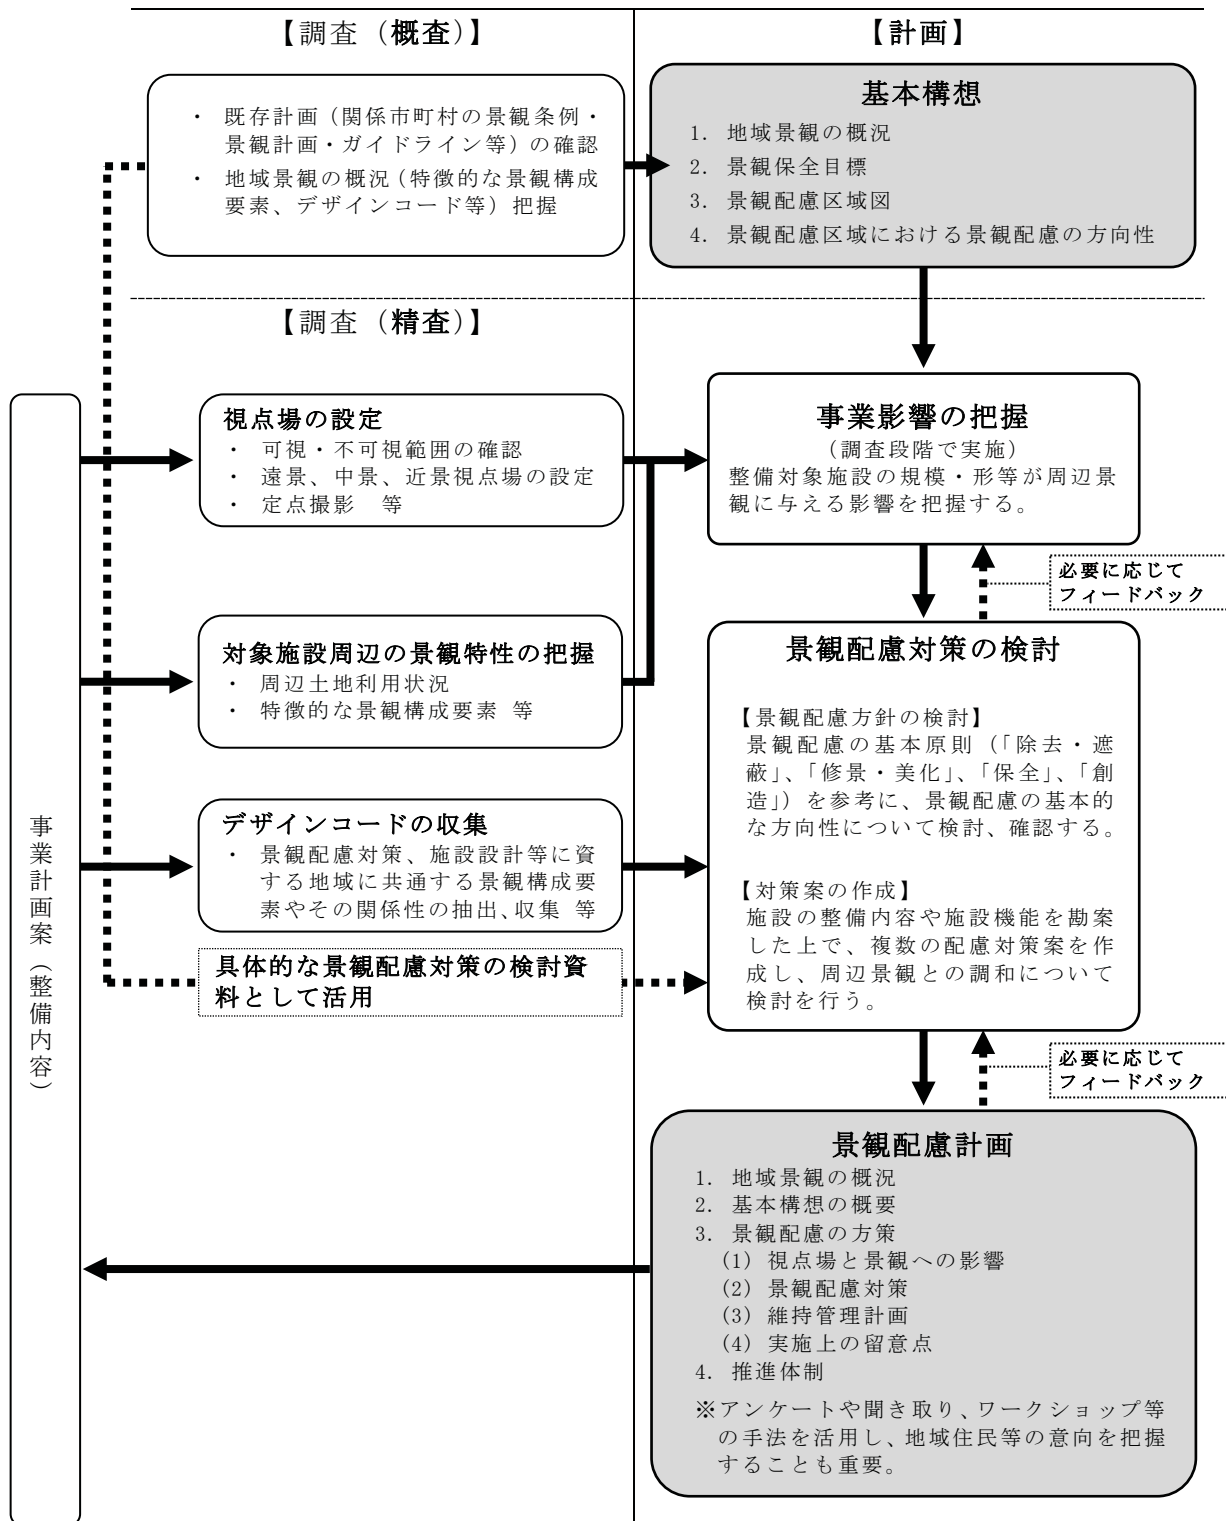 【調査（概査）】
【計画】
・ 既存計画（関係市町村の景観条例・
景観計画・ガイドライン等）の確認
・ 地域景観の概況（特徴的な景観構成
要素、デザインコード等）把握
基本構想
1. 地域景観の概況
2. 景観保全目標
3. 景観配慮区域図
4. 景観配慮区域における景観配慮の方向性
【調査（精査）】
事業計画案（整備内容）
視点場の設定
・ 可視・不可視範囲の確認
・ 遠景、中景、近景視点場の設定
・ 定点撮影 等
事業影響の把握
（調査段階で実施）
整備対象施設の規模・形等が周辺景
観に与える影響を把握する。
必要に応じて
フィードバック
対象施設周辺の景観特性の把握
・ 周辺土地利用状況
・ 特徴的な景観構成要素 等
デザインコードの収集
・ 景観配慮対策、施設設計等に資
する地域に共通する景観構成要
素やその関係性の抽出、収集 等
具体的な景観配慮対策の検討資
料として活用
景観配慮対策の検討
【景観配慮方針の検討】
景観配慮の基本原則（「除去・遮
蔽」、「修景・美化」、「保全」、「創
造」）を参考に、景観配慮の基本的
な方向性について検討、確認する。
【対策案の作成】
施設の整備内容や施設機能を勘案
した上で、複数の配慮対策案を作
成し、周辺景観との調和について
検討を行う。
必要に応じて
フィードバック
景観配慮計画
1. 地域景観の概況
2. 基本構想の概要
3. 景観配慮の方策
(1) 視点場と景観への影響
(2) 景観配慮対策
(3) 維持管理計画
(4) 実施上の留意点
4. 推進体制
※アンケートや聞き取り、ワークショップ等
の手法を活用し、地域住民等の意向を把握
することも重要。